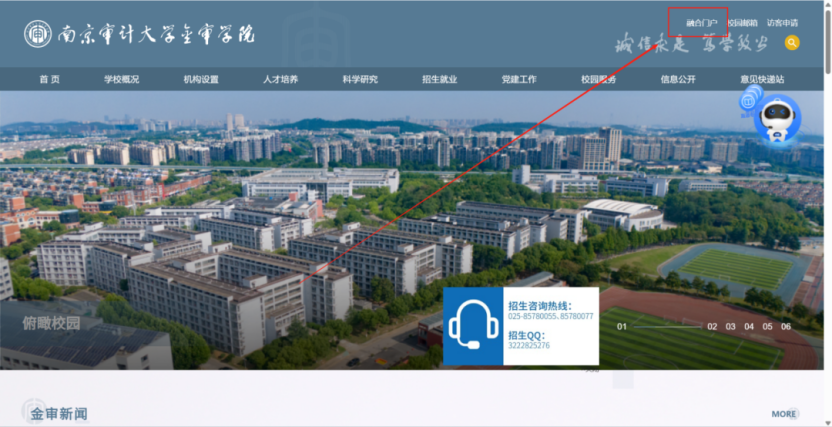 南京审计大学金审学院
融合门户 校园邮箱 访客申请
诚信求是 笃学致公
首 页 学校概况 机构设置 人才培养 科学研究 招生就业 党建工作 校园服务 信息公开 意见快递站
招生咨询热线：
025-85780055、85780077
招生QQ：
3222825276
俯瞰校园
01 02 03 04 05 06
金审新闻
MORE